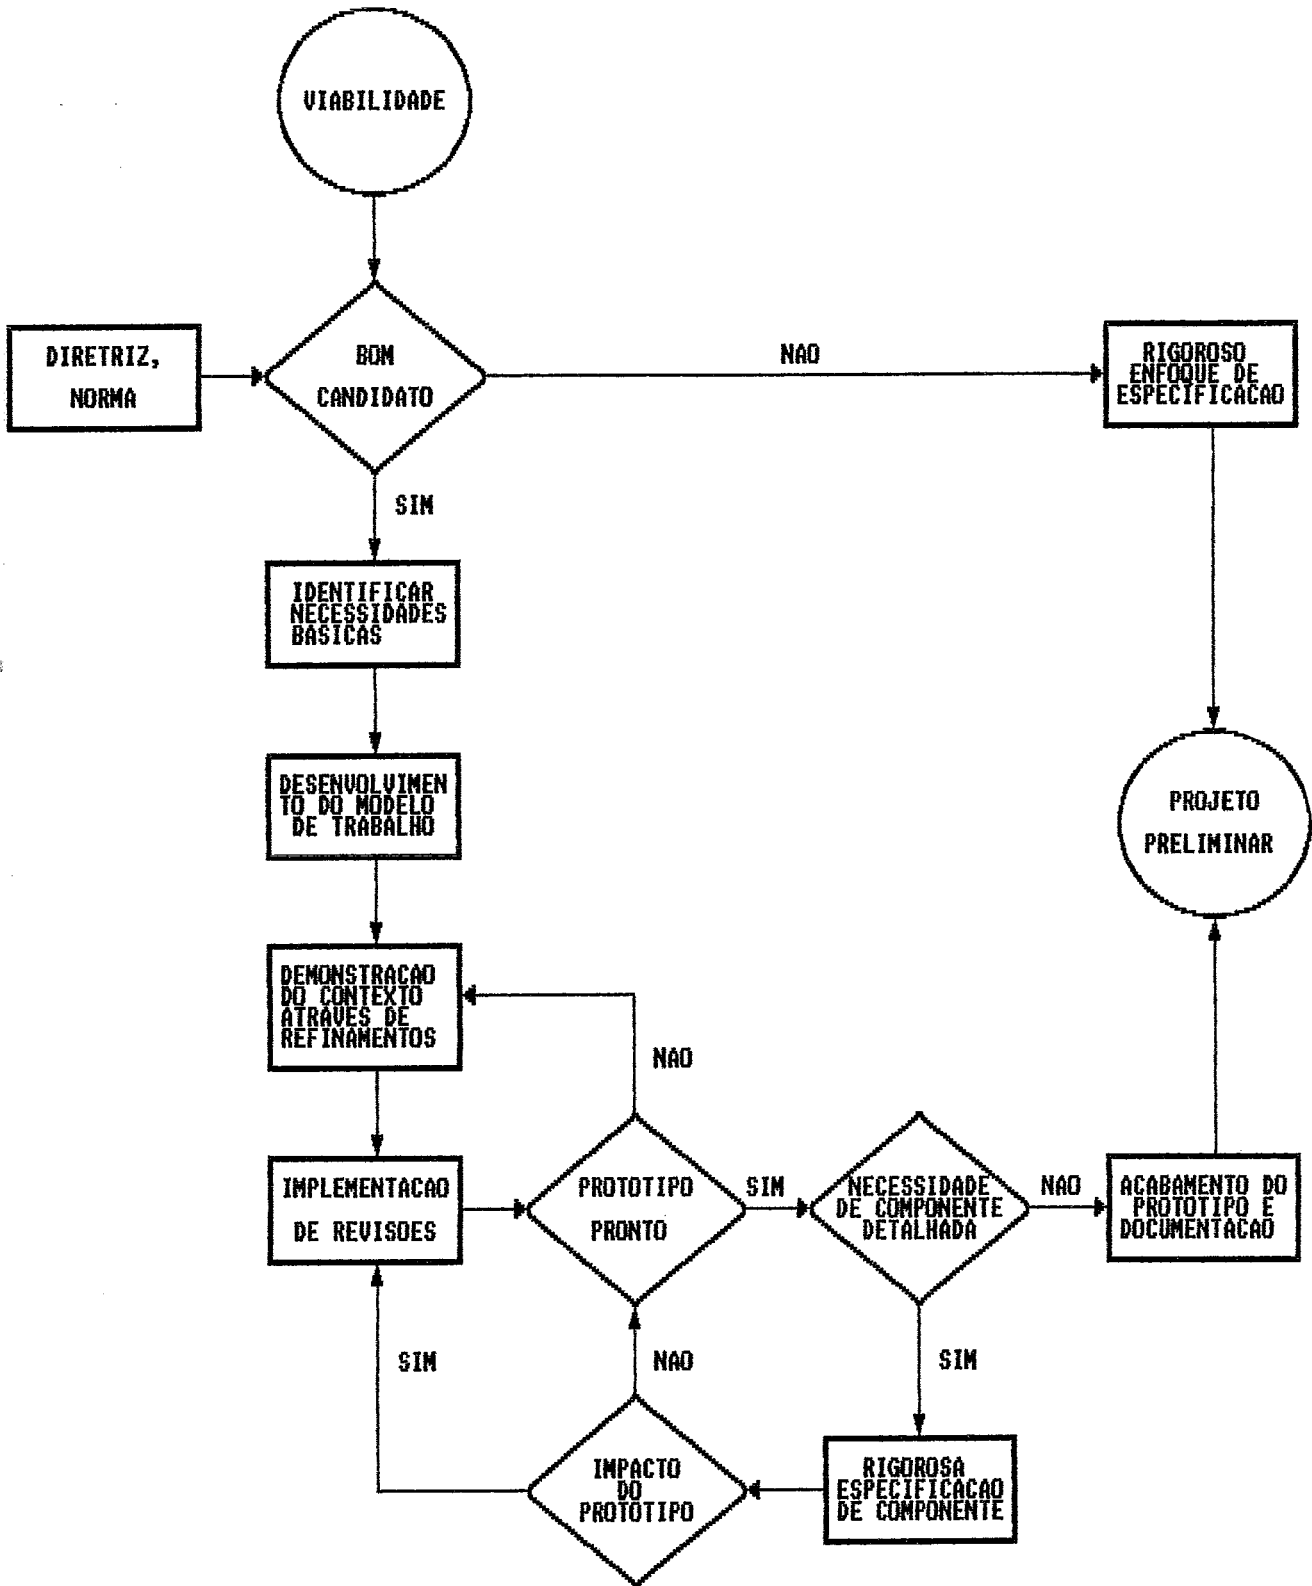 VIABILIDADE
DIRETRIZ,
NORMA
BOM
CANDIDATO
NAO
RIGOROSO
ENFOQUE DE
ESPECIFICACAO
SIM
IDENTIFICAR
NECESSIDADES
BASICAS
DESENVOLVIMEN
TO DO MODELO
DE TRABALHO
PROJETO
PRELIMINAR
DEMONSTRACAO
DO CONTEXTO
ATRAVES DE
REFINAMENTOS
NAO
IMPLEMENTACAO
DE REVISOES
PROTOTIPO
PRONTO
SIM
NECESSIDADE
DE COMPONENTE
DETALHADA
NAO
ACABAMENTO DO
PROTOTIPO E
DOCUMENTACAO
SIM
NAO
SIM
IMPACTO
DO
PROTOTIPO
RIGOROSA
ESPECIFICACAO
DE COMPONENTE